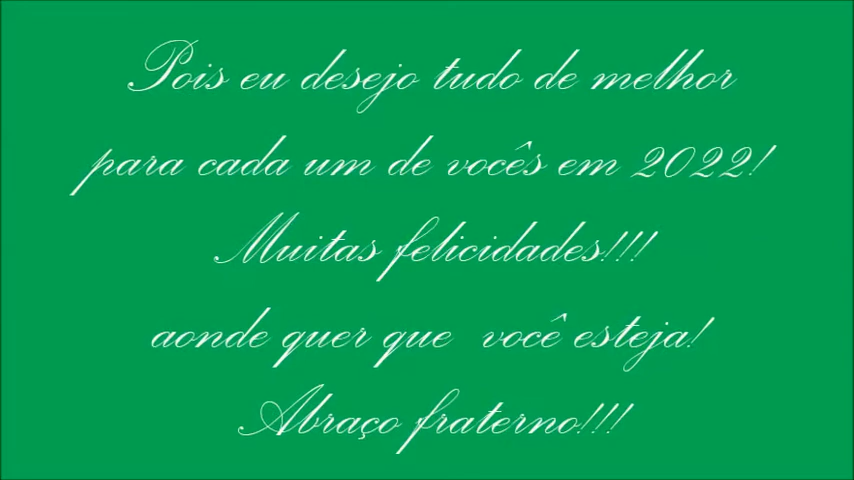 Pois eu desejo tudo de melhor
para cada um de vocês em 2022!
Muitas felicidades!!!
aonde quer que você esteja!
Abraço fraterno!!!